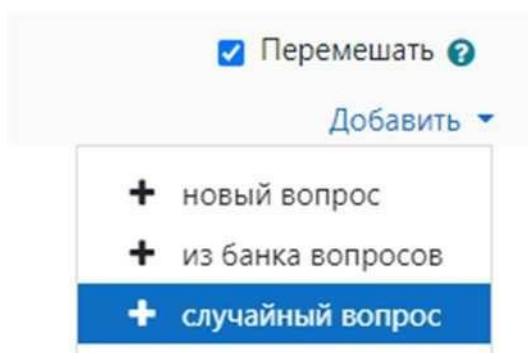 Перемешать ?
Добавить
новый вопрос
из банка вопросов
случайный вопрос